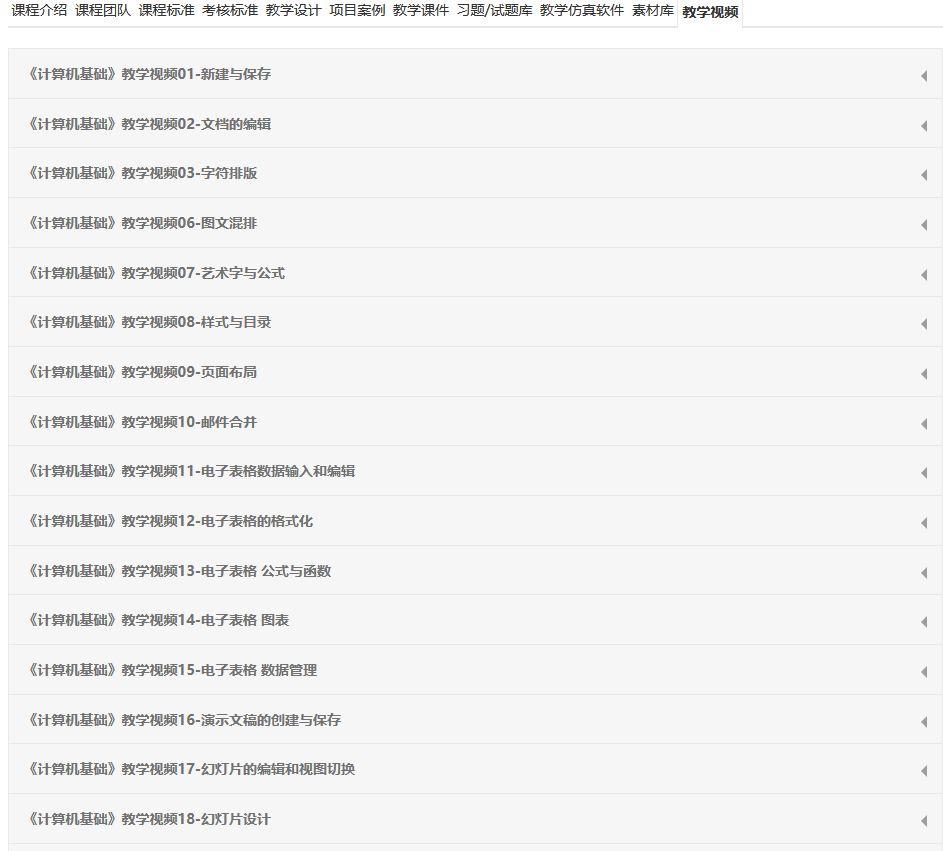 课程介绍 课程团队 课程标准 考核标准 教学设计 项目案例 教学课件 习题/试题库 教学仿真软件 素材库 教学视频
《计算机基础》教学视频01-新建与保存
《计算机基础》教学视频02-文档的编辑
《计算机基础》教学视频03-字符排版
《计算机基础》教学视频06-图文混排
《计算机基础》教学视频07-艺术字与公式
《计算机基础》教学视频08-样式与目录
《计算机基础》教学视频09-页面布局
《计算机基础》教学视频10-邮件合并
《计算机基础》教学视频11-电子表格数据输入和编辑
《计算机基础》教学视频12-电子表格的格式化
《计算机基础》教学视频13-电子表格 公式与函数
《计算机基础》教学视频14-电子表格 图表
《计算机基础》教学视频15-电子表格 数据管理
《计算机基础》教学视频16-演示文稿的创建与保存
《计算机基础》教学视频17-幻灯片的编辑和视图切换
《计算机基础》教学视频18-幻灯片设计